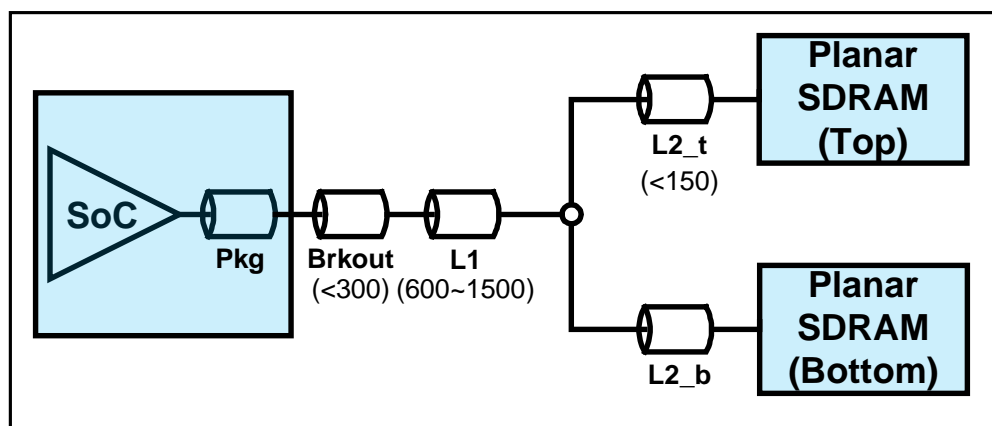 SoC
Pkg
Brkout
(<300)
L1
(600~1500)
L2_t
(<150)
Planar
SDRAM
(Top)
L2_b
Planar
SDRAM
(Bottom)